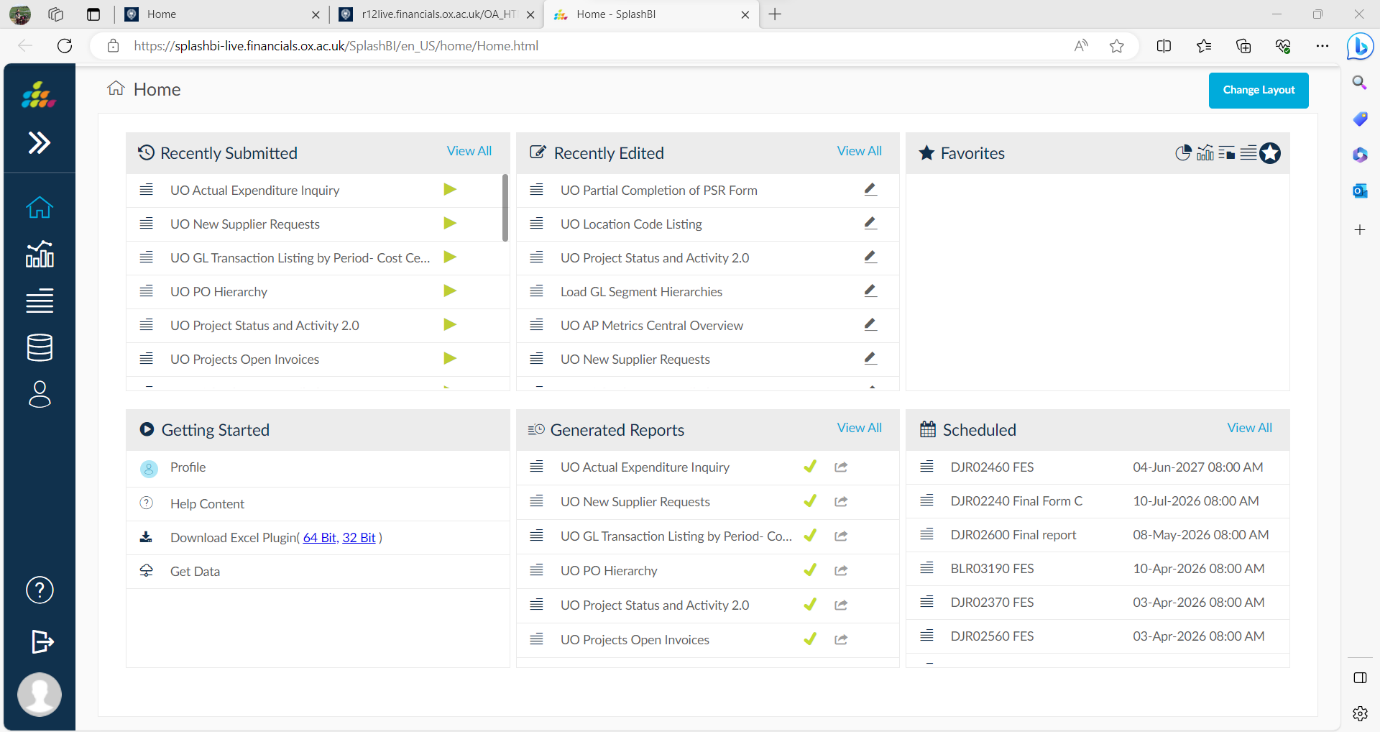 Home
r12live.financials.ox.ac.uk/OA_HT
Home - SplashBI
https://splashbi-live.financials.ox.ac.uk/SplashBI/en_US/home/Home.html
Home
Change Layout
Recently Submitted
View All
UO Actual Expenditure Inquiry
UO New Supplier Requests
UO GL Transaction Listing by Period- Cost Ce...
UO PO Hierarchy
UO Project Status and Activity 2.0
UO Projects Open Invoices
Recently Edited
View All
UO Partial Completion of PSR Form
UO Location Code Listing
UO Project Status and Activity 2.0
Load GL Segment Hierarchies
UO AP Metrics Central Overview
UO New Supplier Requests
Favorites
Getting Started
Profile
Help Content
Download Excel Plugin( 64 Bit, 32 Bit )
Get Data
Generated Reports
View All
UO Actual Expenditure Inquiry
UO New Supplier Requests
UO GL Transaction Listing by Period- Co...
UO PO Hierarchy
UO Project Status and Activity 2.0
UO Projects Open Invoices
Scheduled
View All
DJR02460 FES 04-Jun-2027 08:00 AM
DJR02240 Final Form C 10-Jul-2026 08:00 AM
DJR02600 Final report 08-May-2026 08:00 AM
BLR03190 FES 10-Apr-2026 08:00 AM
DJR02370 FES 03-Apr-2026 08:00 AM
DJR02560 FES 03-Apr-2026 08:00 AM